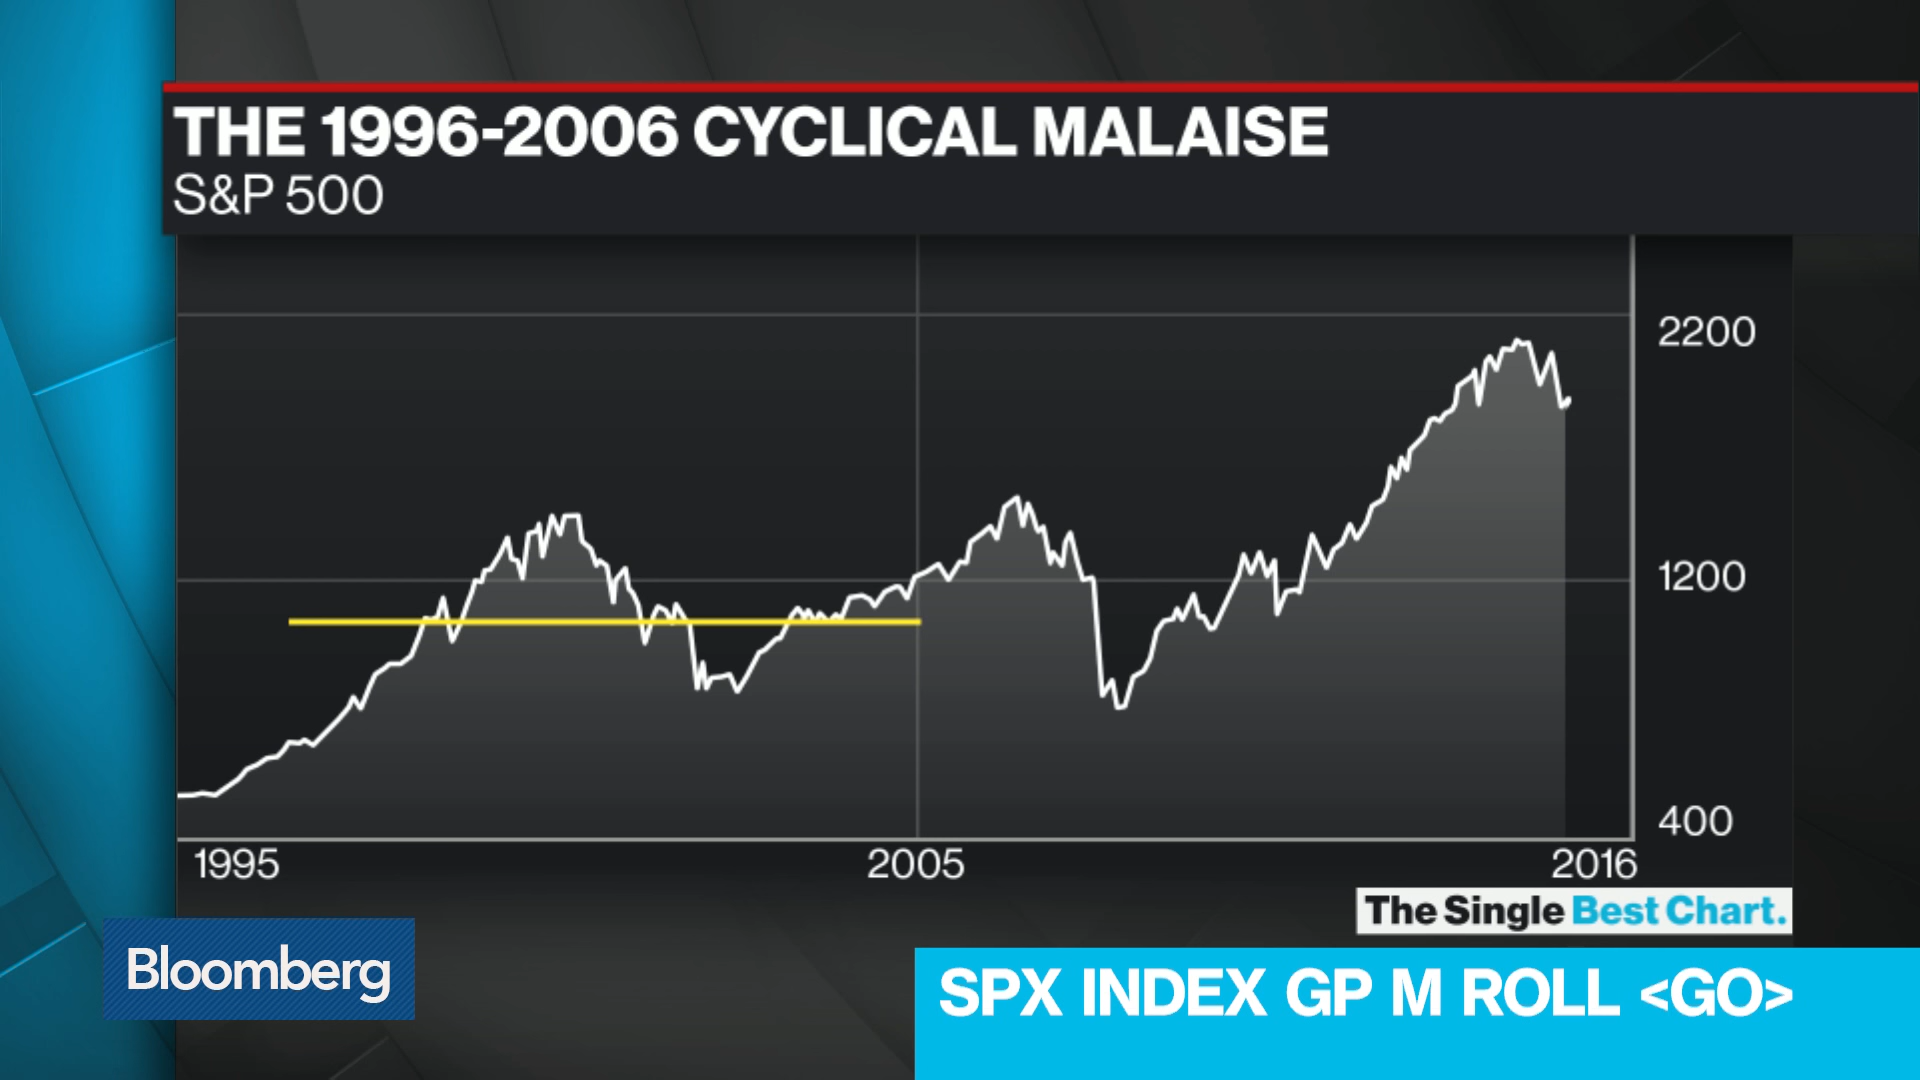 THE 1996-2006 CYCLICAL MALAISE
S&P 500
2200
1200
400
1995 2005 2016
The Single Best Chart.
Bloomberg
SPX INDEX GP M ROLL <GO>